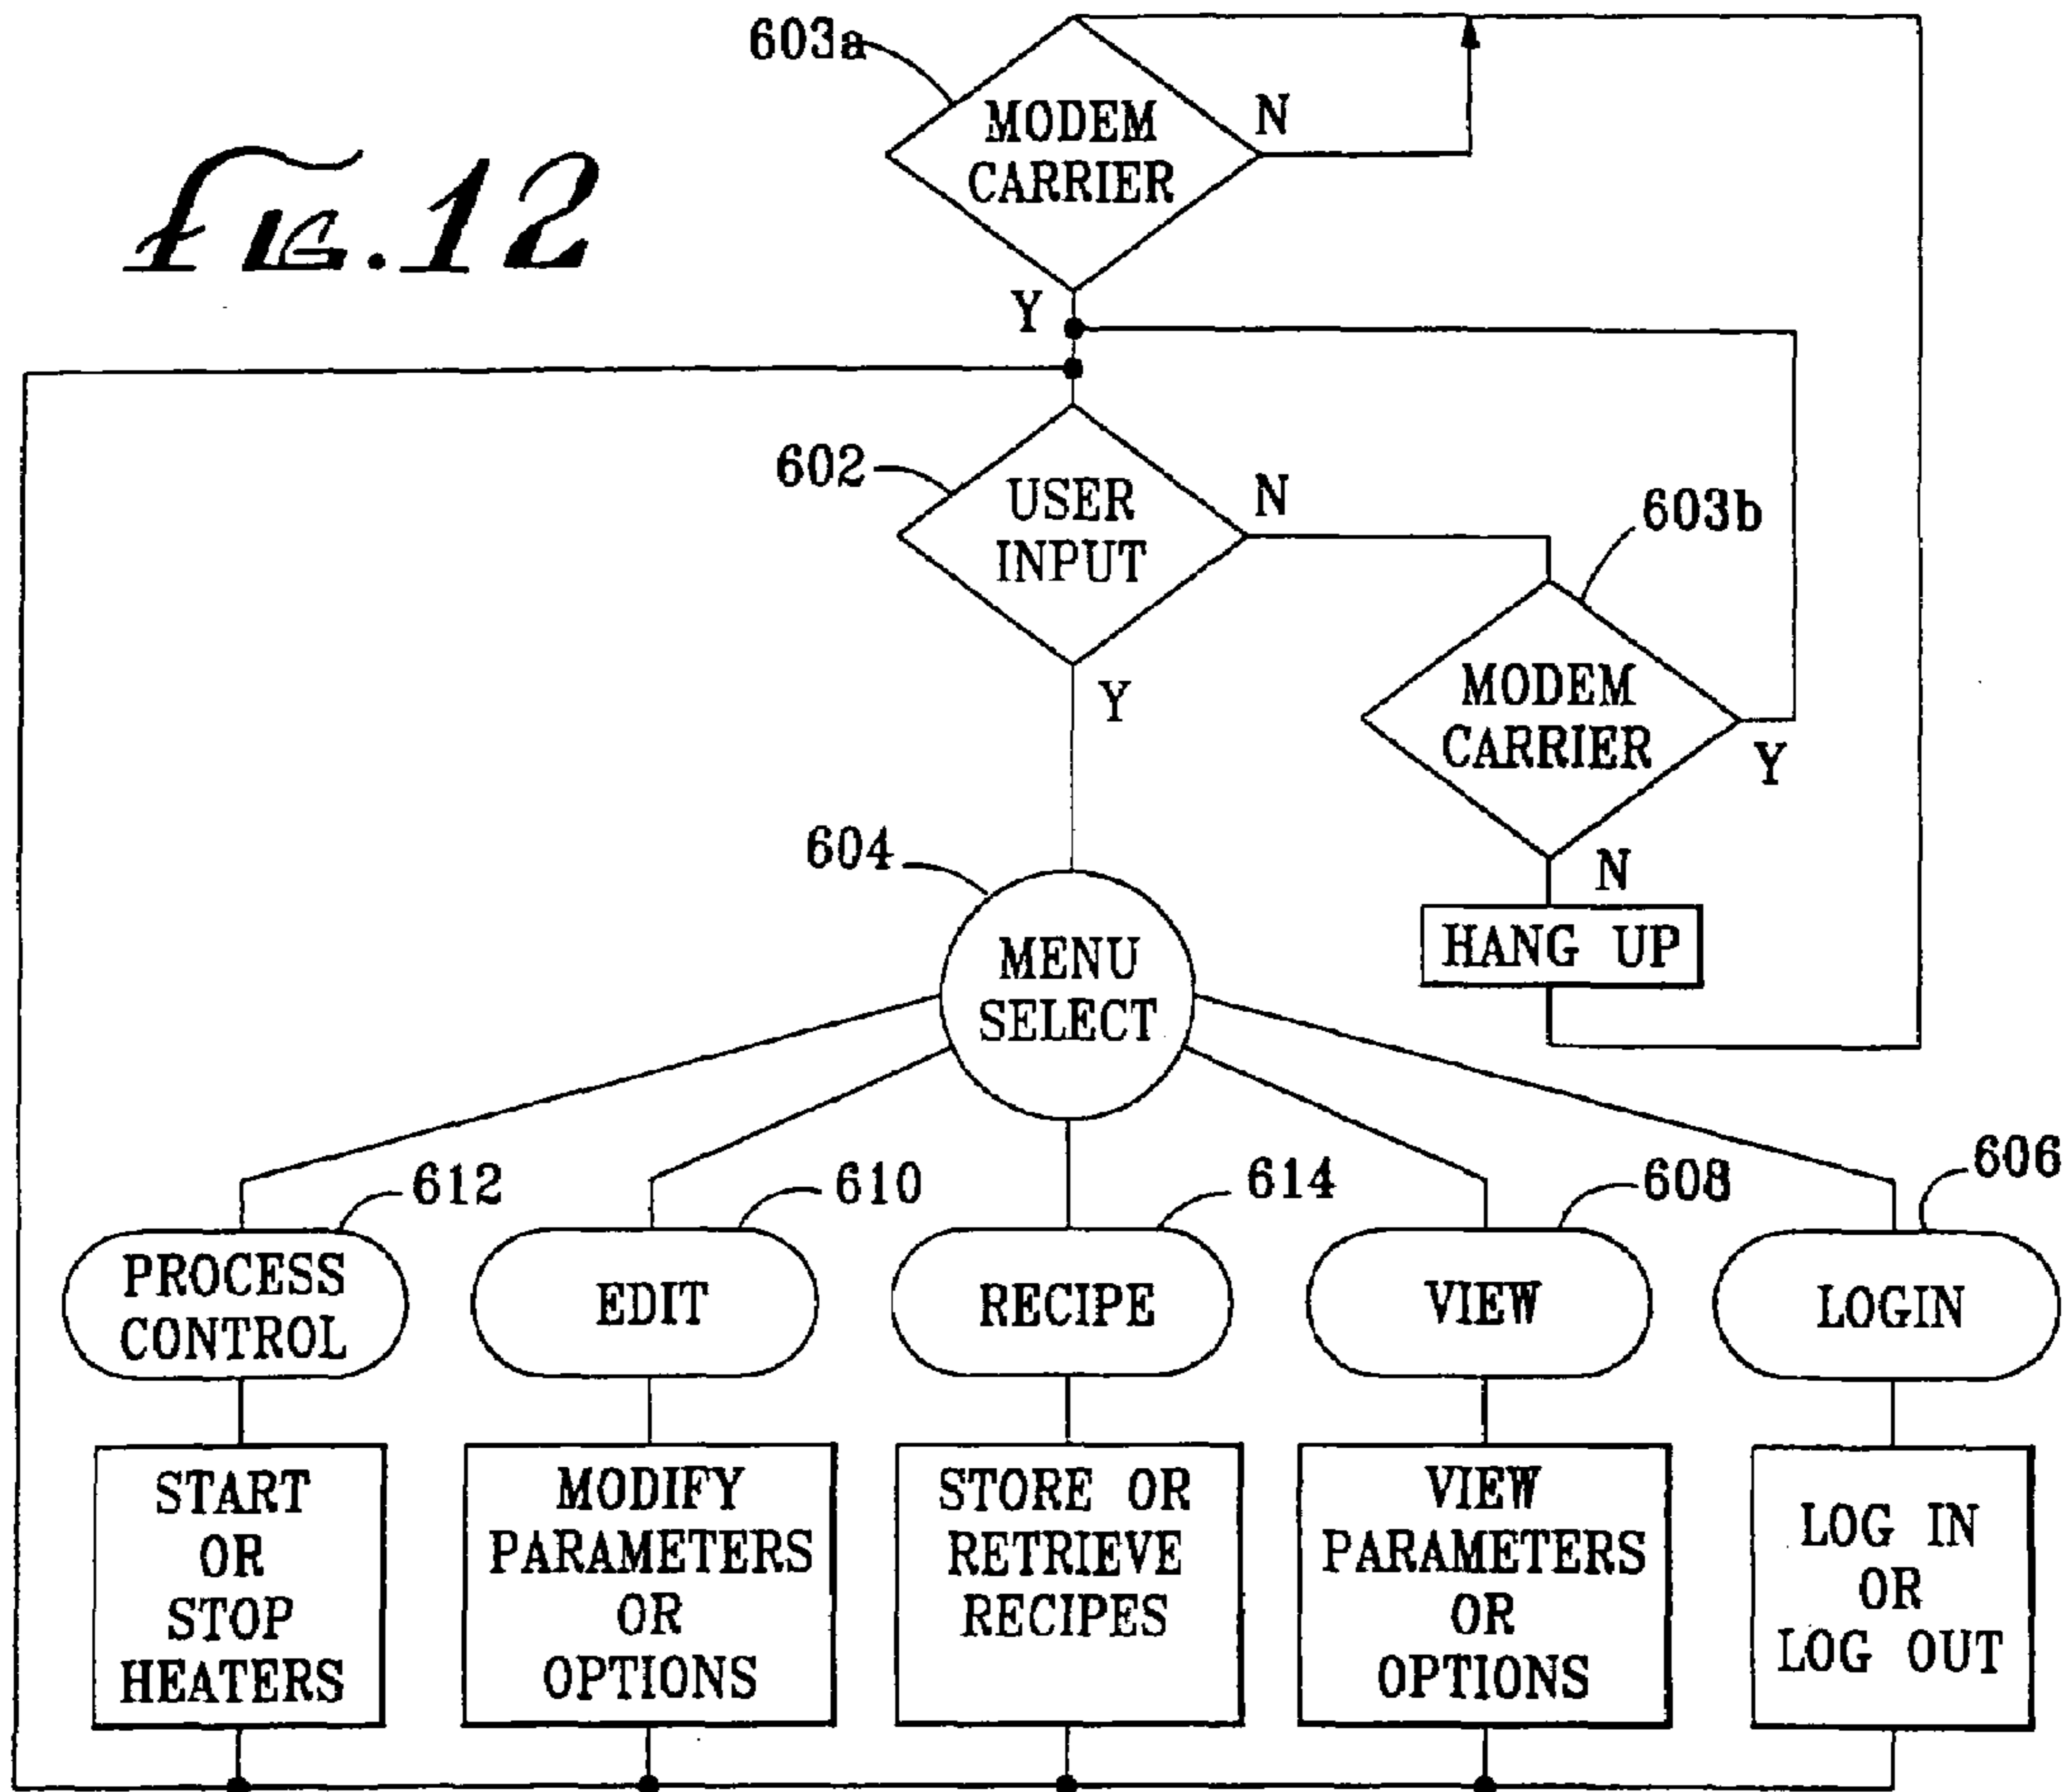 FIG. 12
603a
MODEM
CARRIER
N
Y
602
USER
INPUT
N
Y
603b
MODEM
CARRIER
Y
N
HANG UP
604
MENU
SELECT
612
PROCESS
CONTROL
610
EDIT
614
RECIPE
608
VIEW
606
LOGIN
START
OR
STOP
HEATERS
MODIFY
PARAMETERS
OR
OPTIONS
STORE OR
RETRIEVE
RECIPES
VIEW
PARAMETERS
OR
OPTIONS
LOG IN
OR
LOG OUT